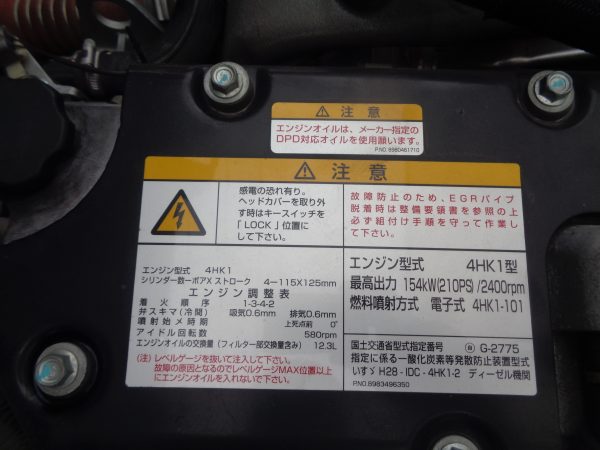 ⚠ 注意
エンジンオイルは、メーカー指定の
DPD対応オイルを使用願います。
P.NO. 8980461710
⚠ 注意
感電の恐れ有り。
ヘッドカバーを取り外
す時はキースイッチを
「LOCK」位置に
して下さい。
故障防止のため、EGRパイプ
脱着時は整備要領書を参照の上
必ず組付け手順を守って作業し
て下さい。
エンジン型式 4HK1
シリンダー数ーボアXストローク 4ー115X125mm
エンジン調整表
着火順序 1-3-4-2
弁スキマ(冷間) 吸気0.6mm 排気0.6mm
噴射始メ時期 上死点前 0°
アイドル回転数 580rpm
エンジンオイルの交換量(フィルター部交換量含み) 12.3L
(注)レベルゲージを抜いて注入して下さい。
故障の原因となるのでレベルゲージMAX位置以上
にエンジンオイルを入れないで下さい。
エンジン型式 4HK1型
最高出力 154kW(210PS)/2400rpm
燃料噴射方式 電子式 4HK1-101
国土交通省型式指定番号 G-2775
指定に係る一酸化炭素等発散防止装置型式
いすゞ H28-IDC-4HK1-2 ディーゼル機関
P.NO. 8983496350